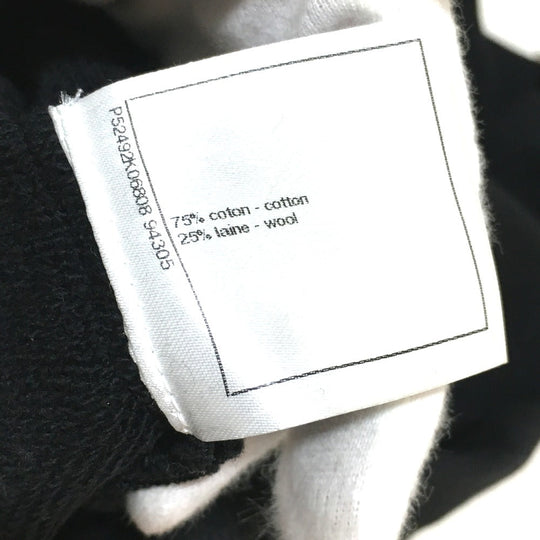 P52492K06808 94305
75% coton - cotton
25% laine - wool